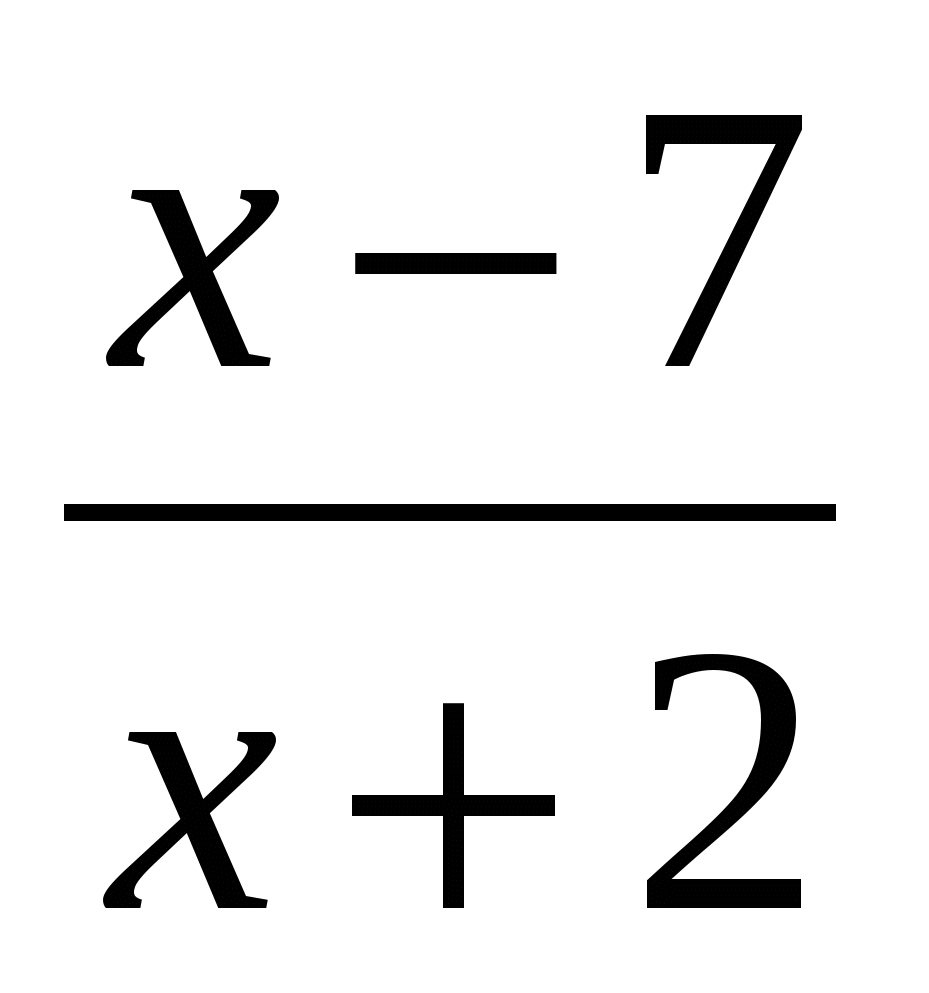 x − 7
x + 2